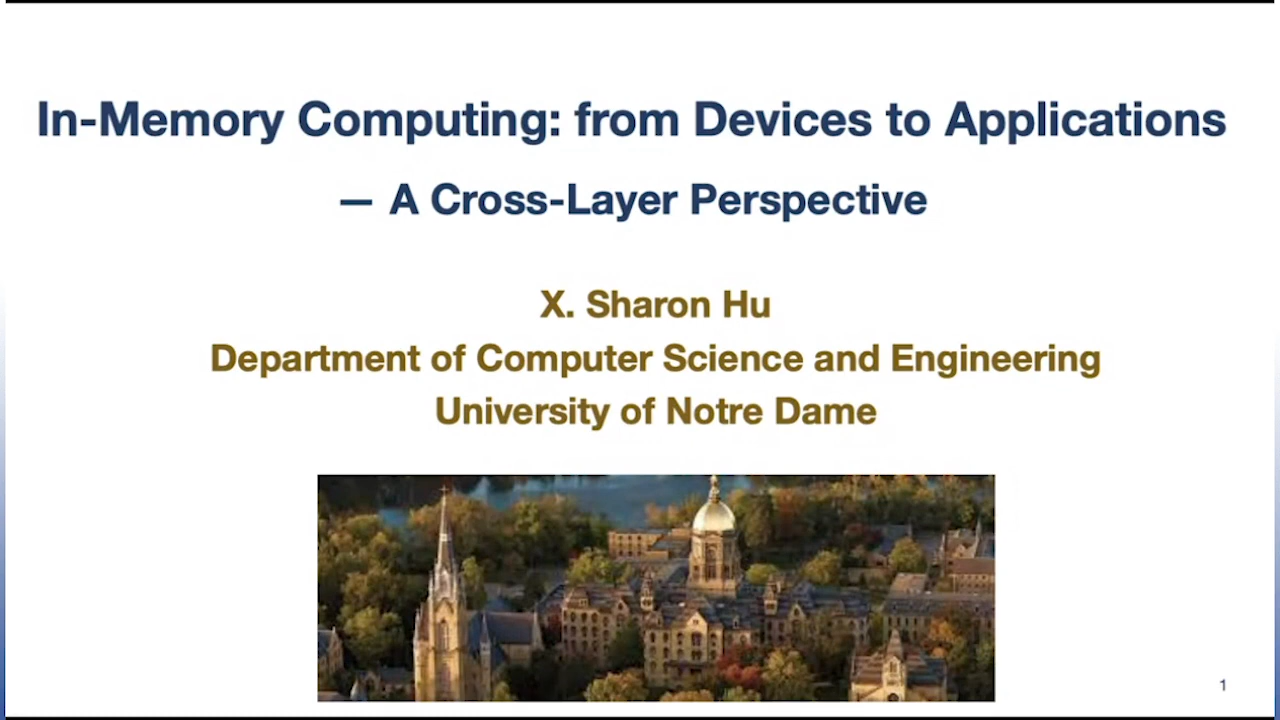 In-Memory Computing: from Devices to Applications
— A Cross-Layer Perspective
X. Sharon Hu
Department of Computer Science and Engineering
University of Notre Dame
1